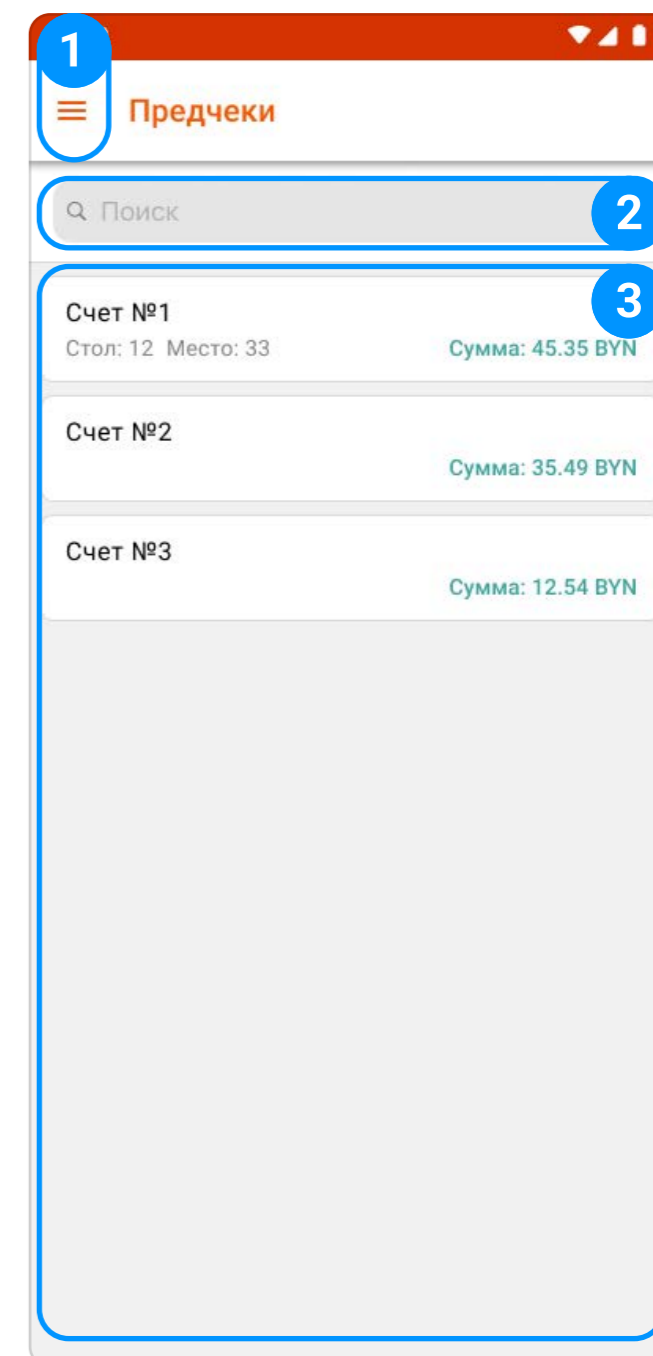 1
Предчеки
Поиск
2
3
Счет №1
Стол: 12 Место: 33
Сумма: 45.35 BYN
Счет №2
Сумма: 35.49 BYN
Счет №3
Сумма: 12.54 BYN